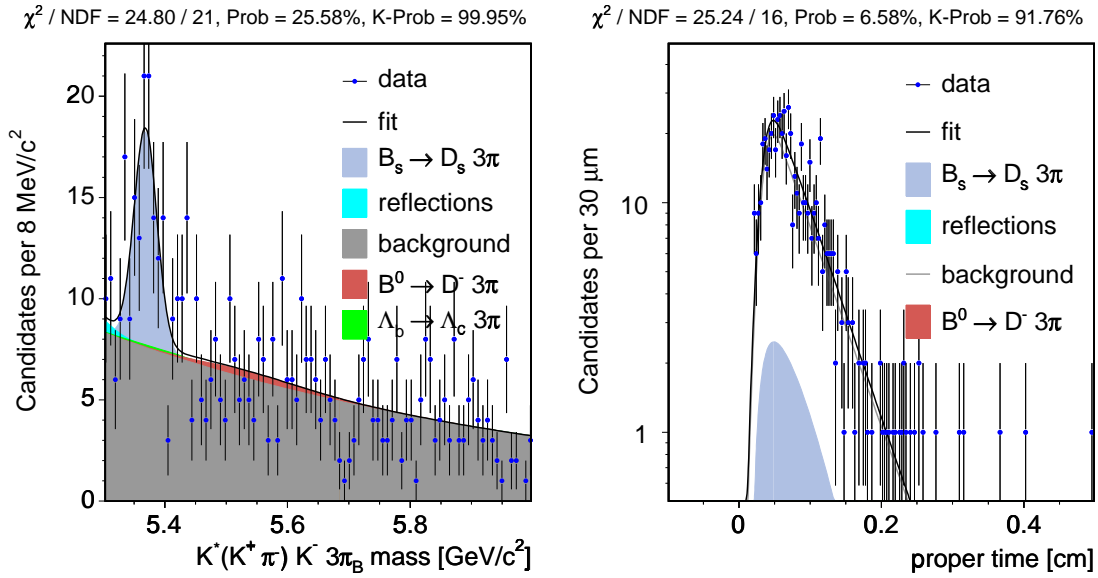 χ² / NDF = 24.80 / 21, Prob = 25.58%, K-Prob = 99.95%
Candidates per 8 MeV/c²
20
15
10
5
0
data
fit
Bₛ → Dₛ 3π
reflections
background
B⁰ → D⁻ 3π
Λ_b → Λ_c 3π
5.4 5.6 5.8
K*(K⁺ π⁻) K⁻ 3π_B mass [GeV/c²]
χ² / NDF = 25.24 / 16, Prob = 6.58%, K-Prob = 91.76%
Candidates per 30 μm
10
1
data
fit
Bₛ → Dₛ 3π
reflections
background
B⁰ → D⁻ 3π
0 0.2 0.4
proper time [cm]